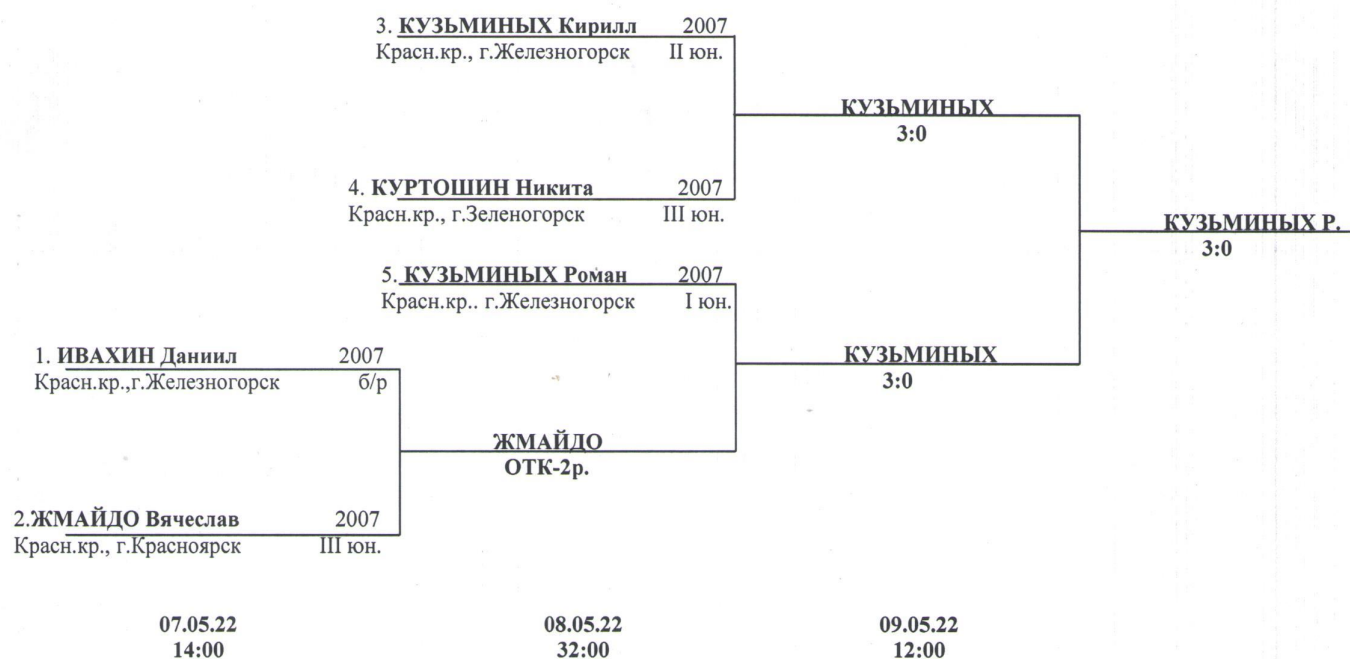 3. КУЗЬМИНЫХ Кирилл 2007
Красн.кр., г.Железногорск II юн.
КУЗЬМИНЫХ
3:0
4. КУРТОШИН Никита 2007
Красн.кр., г.Зеленогорск III юн.
КУЗЬМИНЫХ Р.
3:0
5. КУЗЬМИНЫХ Роман 2007
Красн.кр.. г.Железногорск I юн.
1. ИВАХИН Даниил 2007
Красн.кр.,г.Железногорск б/р
КУЗЬМИНЫХ
3:0
ЖМАЙДО
ОТК-2р.
2.ЖМАЙДО Вячеслав 2007
Красн.кр., г.Красноярск III юн.
07.05.22 08.05.22 09.05.22
14:00 32:00 12:00